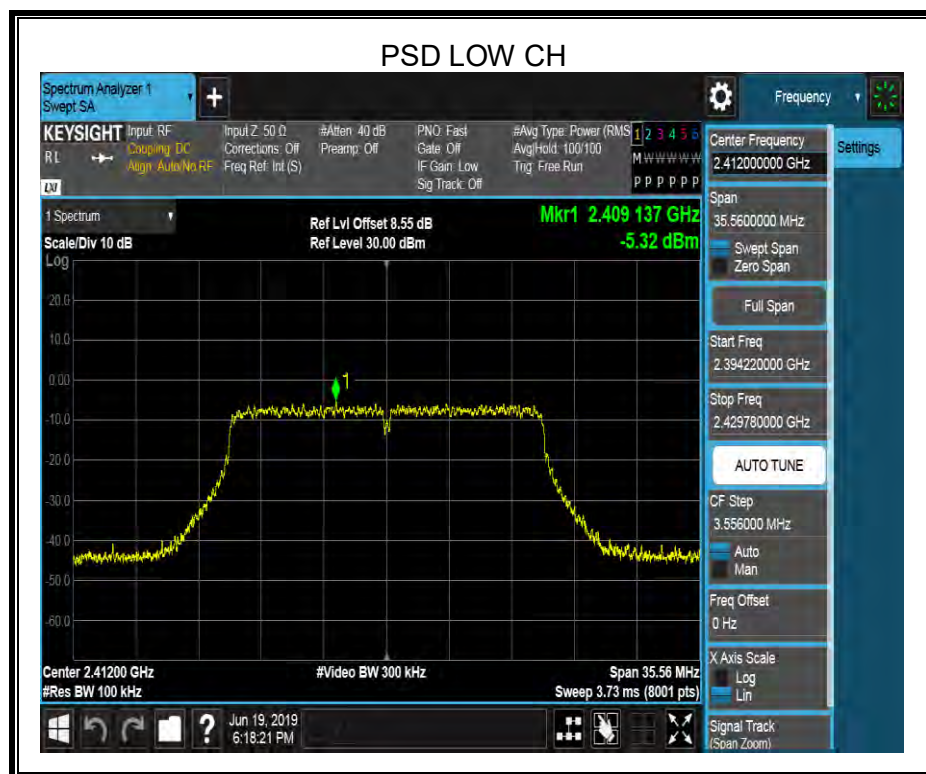 PSD LOW CH
Spectrum Analyzer 1
Swept SA
+
Frequency
KEYSIGHT
RL
LXI
Input: RF
Coupling: DC
Align: Auto/No RF
Input Z: 50 Ω
Corrections: Off
Freq Ref: Int (S)
#Atten: 40 dB
Preamp: Off
PNO: Fast
Gate: Off
IF Gain: Low
Sig Track: Off
#Avg Type: Power (RMS
Avg|Hold: 100/100
Trig: Free Run
1 2 3 4 5 6
M W W W W W
P P P P P P
Center Frequency
2.412000000 GHz
Settings
Span
35.5600000 MHz
Swept Span
Zero Span
Full Span
Start Freq
2.394220000 GHz
Stop Freq
2.429780000 GHz
AUTO TUNE
CF Step
3.556000 MHz
Auto
Man
Freq Offset
0 Hz
X Axis Scale
Log
Lin
Signal Track
(Span Zoom)
1 Spectrum
Scale/Div 10 dB
Ref Lvl Offset 8.55 dB
Ref Level 30.00 dBm
Mkr1 2.409 137 GHz
-5.32 dBm
Log
20.0
10.0
0.00
-10.0
-20.0
-30.0
-40.0
-50.0
-60.0
1
Center 2.41200 GHz
#Video BW 300 kHz
Span 35.56 MHz
#Res BW 100 kHz
Sweep 3.73 ms (8001 pts)
?
Jun 19, 2019
6:18:21 PM